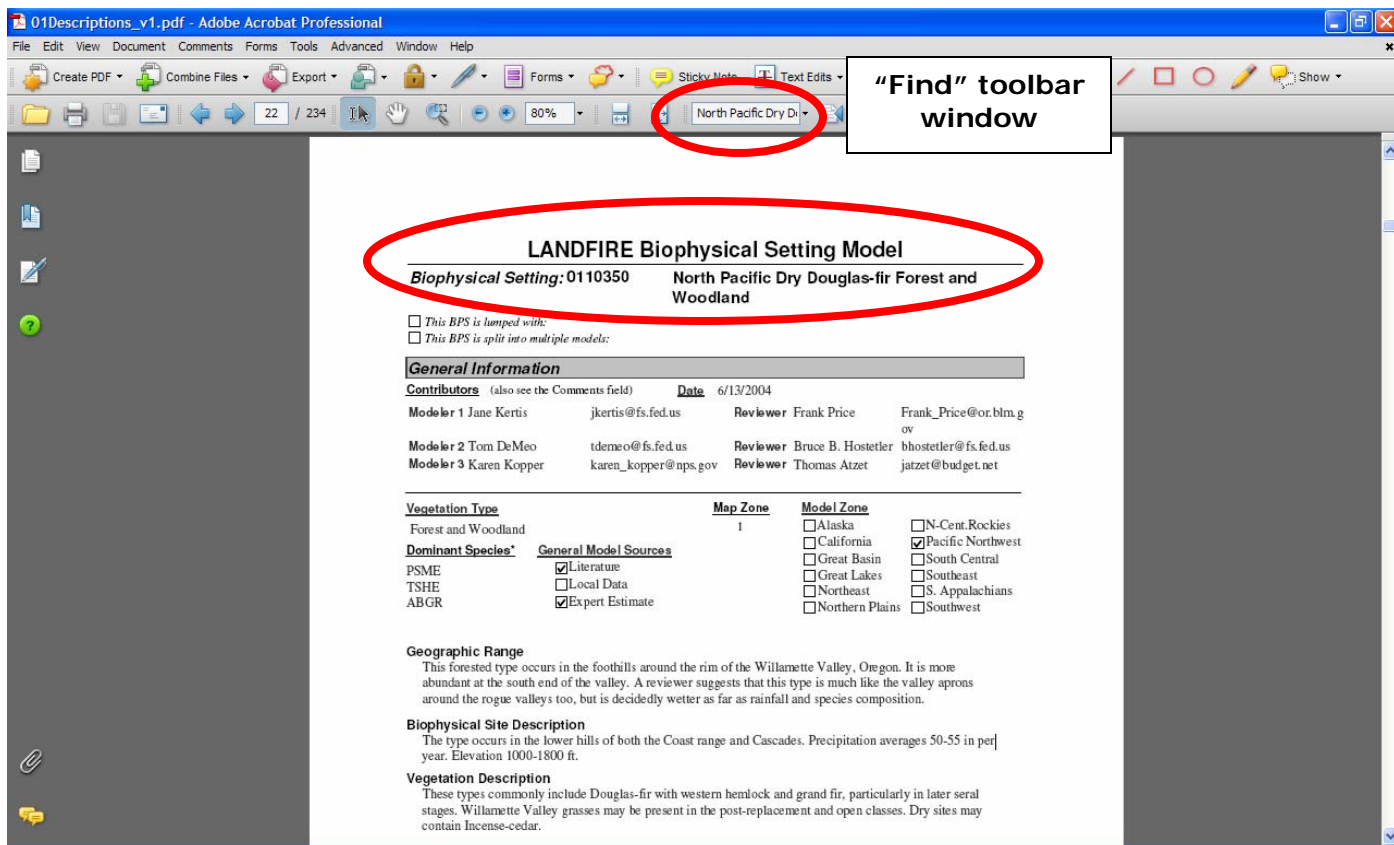 01Descriptions_v1.pdf - Adobe Acrobat Professional
File Edit View Document Comments Forms Tools Advanced Window Help
Create PDF Combine Files Export Forms Sticky Note Text Edits Show
22 / 234 80% North Pacific Dry D
“Find” toolbar
window
LANDFIRE Biophysical Setting Model
Biophysical Setting: 0110350 North Pacific Dry Douglas-fir Forest and
Woodland
This BPS is lumped with:
This BPS is split into multiple models:
General Information
Contributors (also see the Comments field) Date 6/13/2004
Modeler 1 Jane Kertis jkertis@fs.fed.us Reviewer Frank Price Frank_Price@or.blm.g
ov
Modeler 2 Tom DeMeo tdemeo@fs.fed.us Reviewer Bruce B. Hostetler bhostetler@fs.fed.us
Modeler 3 Karen Kopper karen_kopper@nps.gov Reviewer Thomas Atzet jatzet@budget.net
Vegetation Type Map Zone Model Zone
Forest and Woodland 1 Alaska N-Cent.Rockies
California Pacific Northwest
Dominant Species* General Model Sources Great Basin South Central
PSME Literature Great Lakes Southeast
TSHE Local Data Northeast S. Appalachians
ABGR Expert Estimate Northern Plains Southwest
Geographic Range
This forested type occurs in the foothills around the rim of the Willamette Valley, Oregon. It is more
abundant at the south end of the valley. A reviewer suggests that this type is much like the valley aprons
around the rogue valleys too, but is decidedly wetter as far as rainfall and species composition.
Biophysical Site Description
The type occurs in the lower hills of both the Coast range and Cascades. Precipitation averages 50-55 in per
year. Elevation 1000-1800 ft.
Vegetation Description
These types commonly include Douglas-fir with western hemlock and grand fir, particularly in later seral
stages. Willamette Valley grasses may be present in the post-replacement and open classes. Dry sites may
contain Incense-cedar.